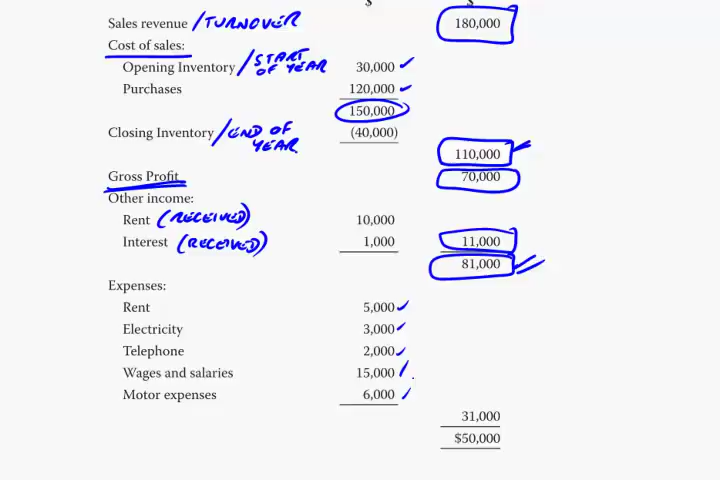 $ $
Sales revenue /TURNOVER 180,000
Cost of sales:
Opening Inventory /START OF YEAR 30,000
Purchases 120,000
150,000
Closing Inventory /END OF YEAR (40,000)
110,000
Gross Profit 70,000
Other income:
Rent (RECEIVED) 10,000
Interest (RECEIVED) 1,000 11,000
81,000
Expenses:
Rent 5,000
Electricity 3,000
Telephone 2,000
Wages and salaries 15,000
Motor expenses 6,000
31,000
$50,000